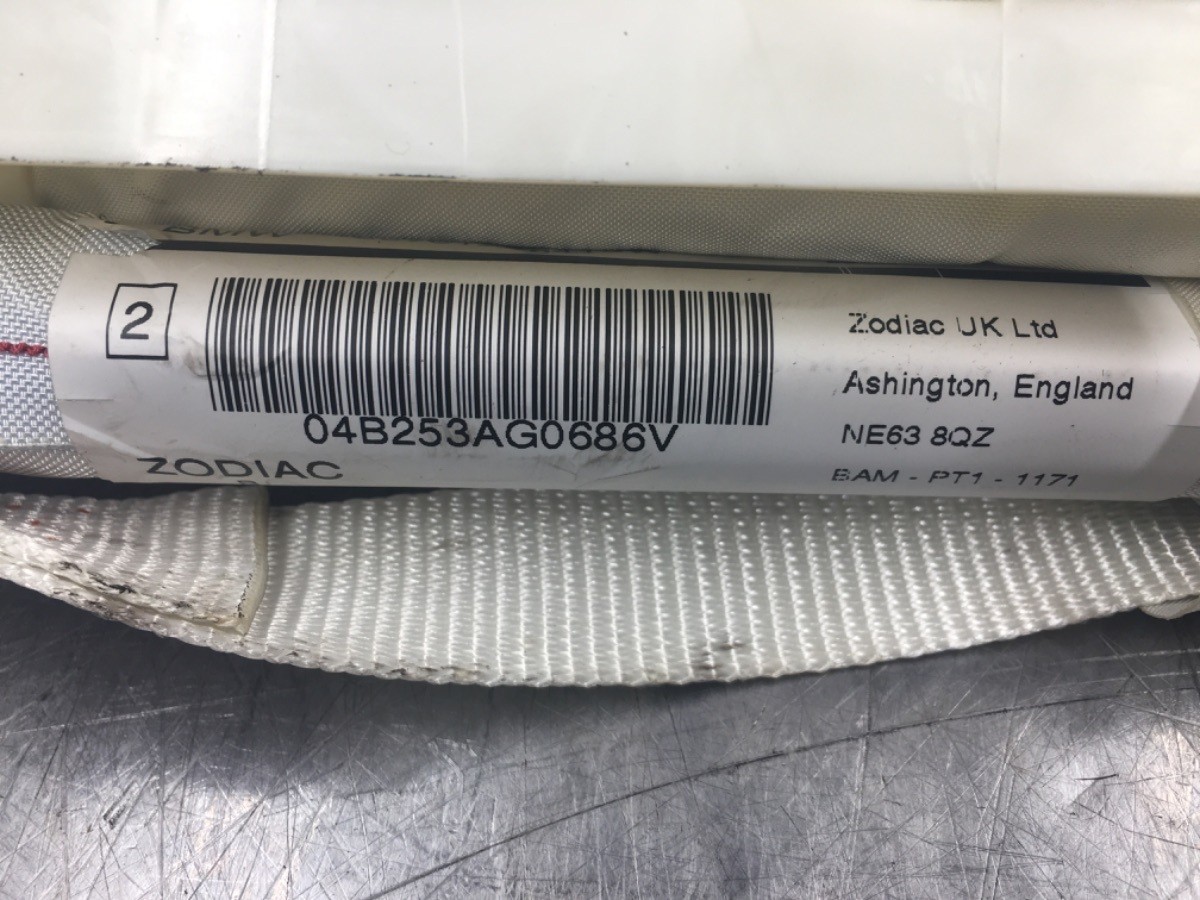 2
04B253AG0686V
ZODIAC
Zodiac UK Ltd
Ashington, England
NE63 8QZ
BAM - PT1 - 1171